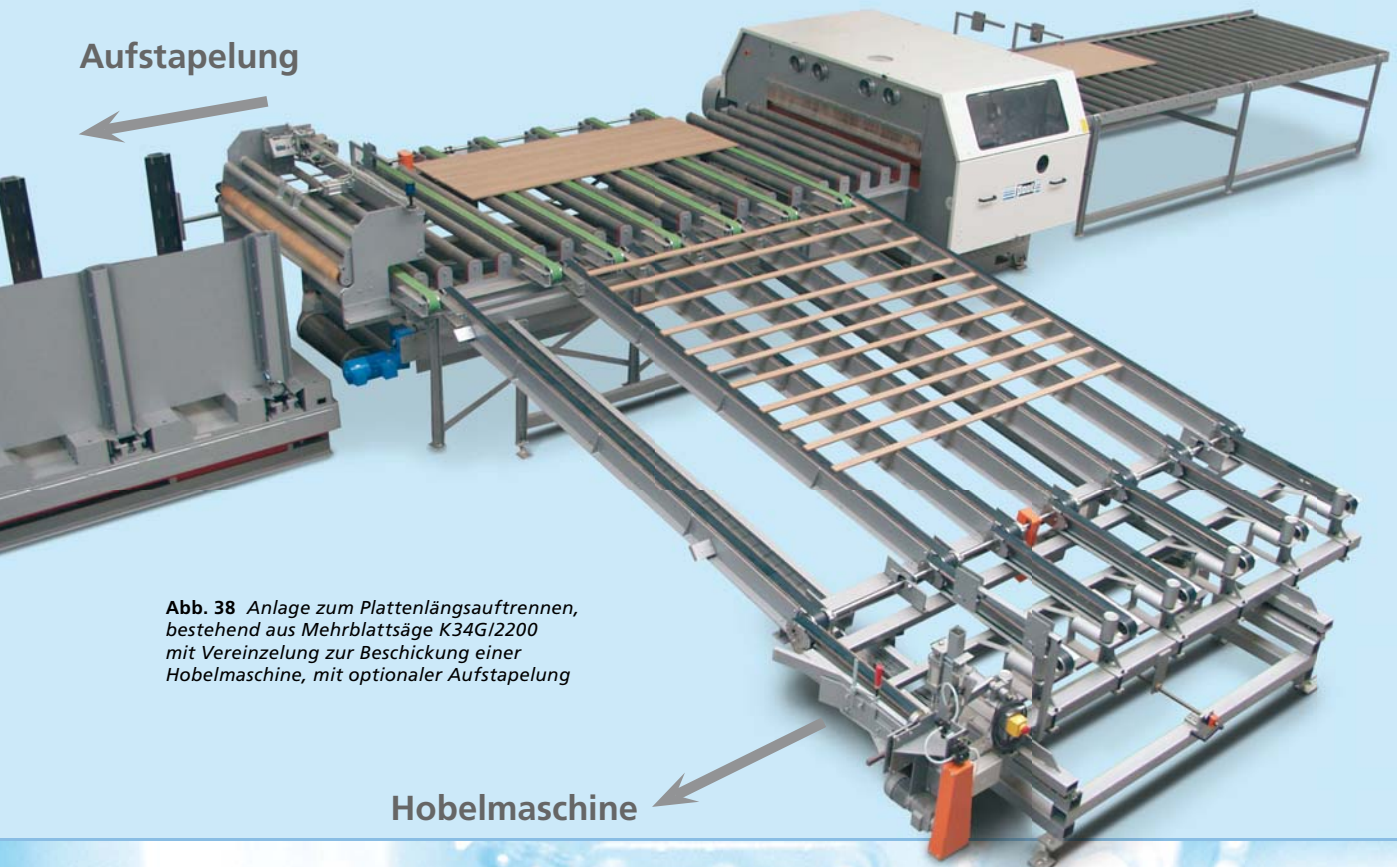 Aufstapelung
Abb. 38 Anlage zum Plattenlängsauftrennen,
bestehend aus Mehrblattsäge K34G/2200
mit Vereinzelung zur Beschickung einer
Hobelmaschine, mit optionaler Aufstapelung
Hobelmaschine